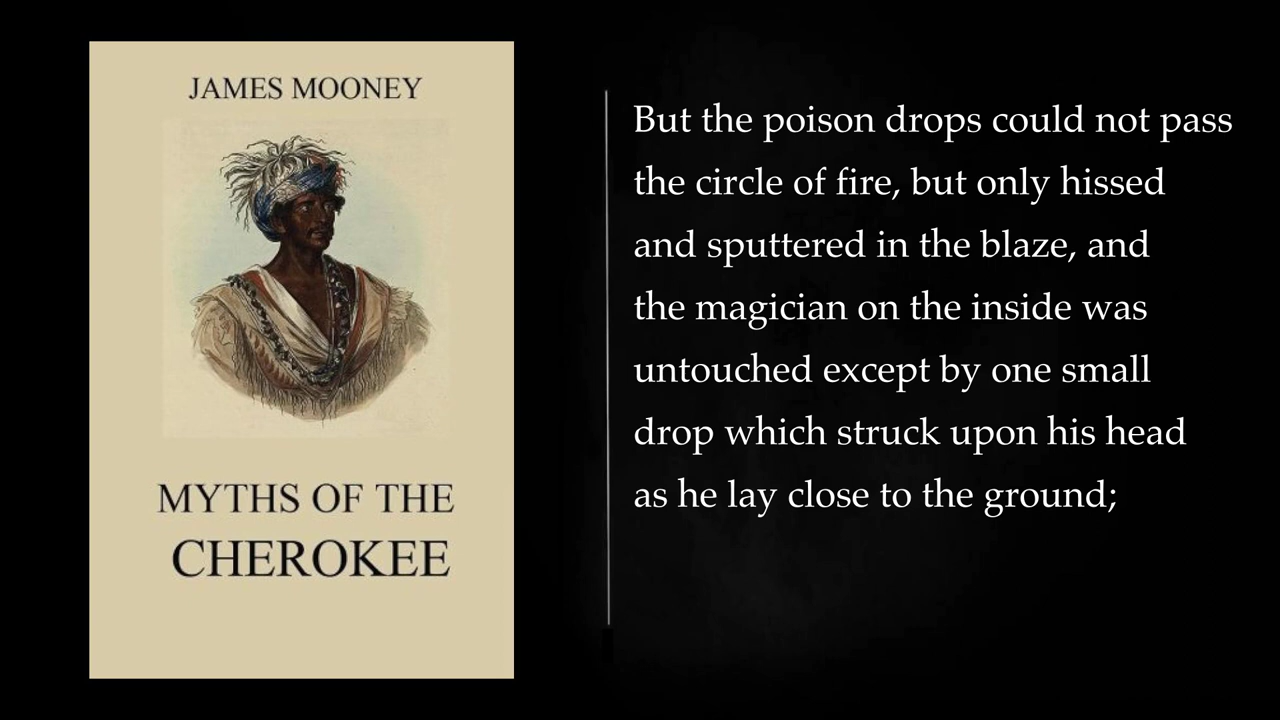 JAMES MOONEY
MYTHS OF THE
CHEROKEE
But the poison drops could not pass
the circle of fire, but only hissed
and sputtered in the blaze, and
the magician on the inside was
untouched except by one small
drop which struck upon his head
as he lay close to the ground;